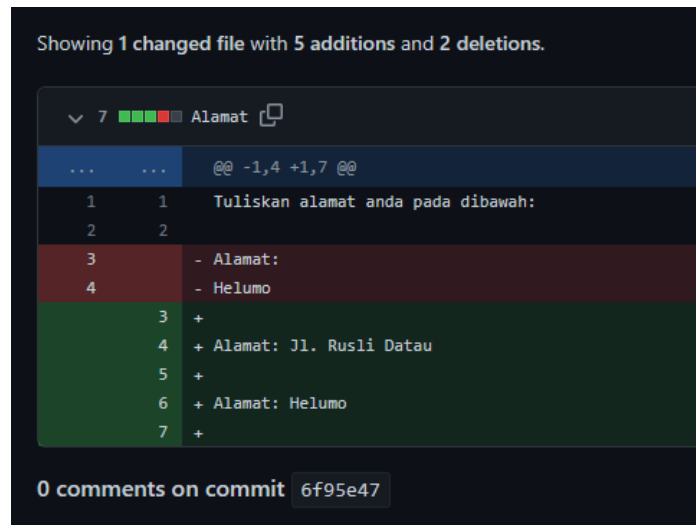 Showing 1 changed file with 5 additions and 2 deletions.
7 Alamat
... ... @@ -1,4 +1,7 @@
1 1 Tuliskan alamat anda pada dibawah:
2 2
3 - Alamat:
4 - Helumo
3 +
4 + Alamat: Jl. Rusli Datau
5 +
6 + Alamat: Helumo
7 +
0 comments on commit 6f95e47